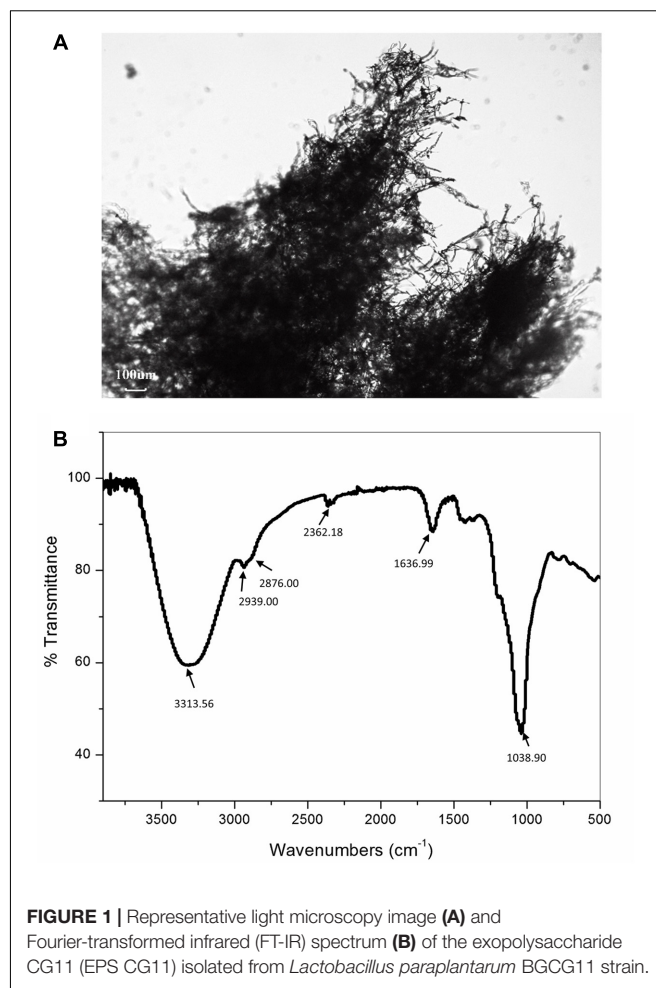 A
100um
B
100
80
60
40
% Transmittance
2362.18
1636.99
2876.00
2939.00
3313.56
1038.90
3500 3000 2500 2000 1500 1000 500
Wavenumbers (cm⁻¹)
FIGURE 1 | Representative light microscopy image (A) and
Fourier-transformed infrared (FT-IR) spectrum (B) of the exopolysaccharide
CG11 (EPS CG11) isolated from Lactobacillus paraplantarum BGCG11 strain.